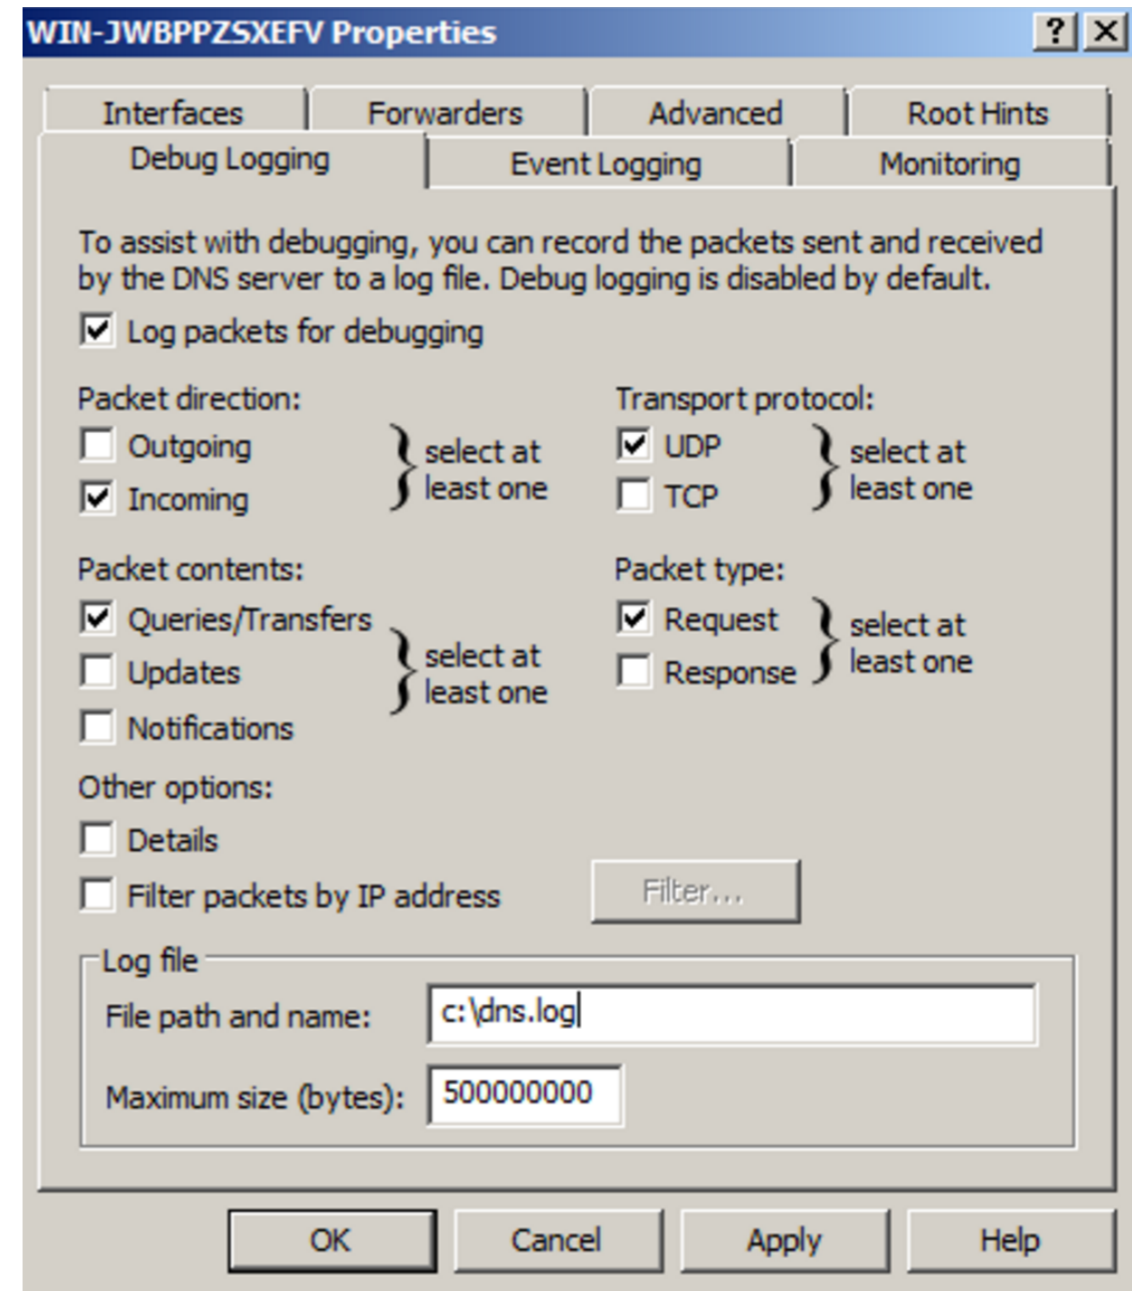 WIN-JWBPPZSXEFV Properties
Interfaces Forwarders Advanced Root Hints
Debug Logging Event Logging Monitoring
To assist with debugging, you can record the packets sent and received
by the DNS server to a log file. Debug logging is disabled by default.
Log packets for debugging
Packet direction:
Outgoing
Incoming
select at
least one
Transport protocol:
UDP
TCP
select at
least one
Packet contents:
Queries/Transfers
Updates
Notifications
select at
least one
Packet type:
Request
Response
select at
least one
Other options:
Details
Filter packets by IP address Filter...
Log file
File path and name: c:\dns.log
Maximum size (bytes): 500000000
OK Cancel Apply Help